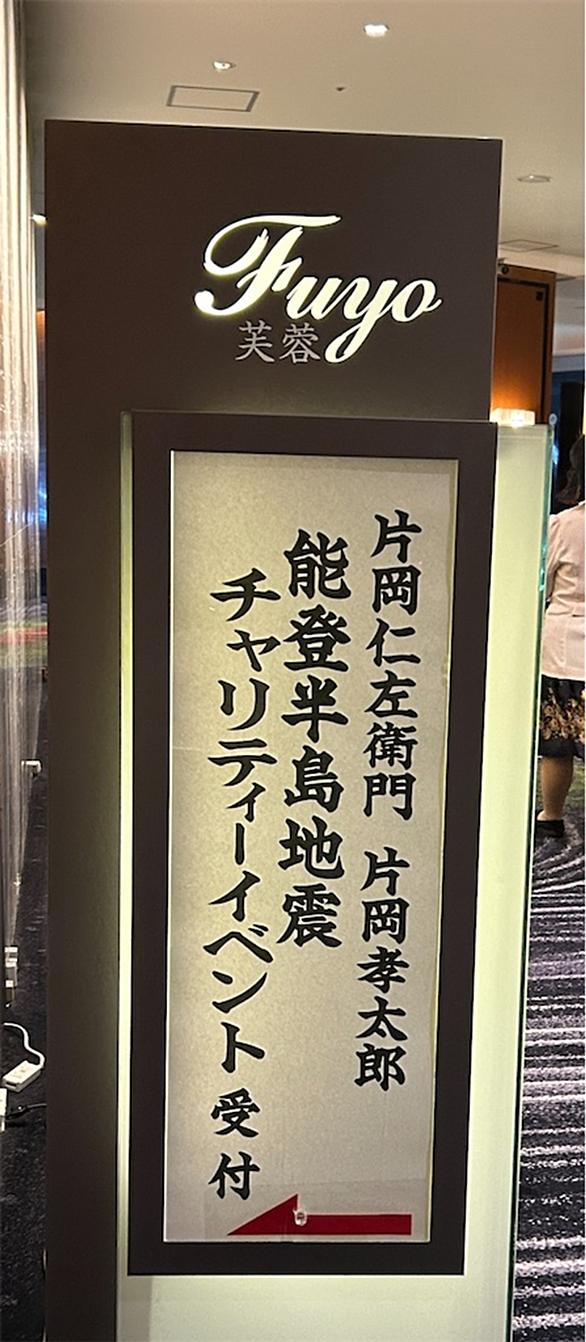 Fuyo
芙蓉
片岡仁左衛門 片岡孝太郎
能登半島地震
チャリティーイベント 受付